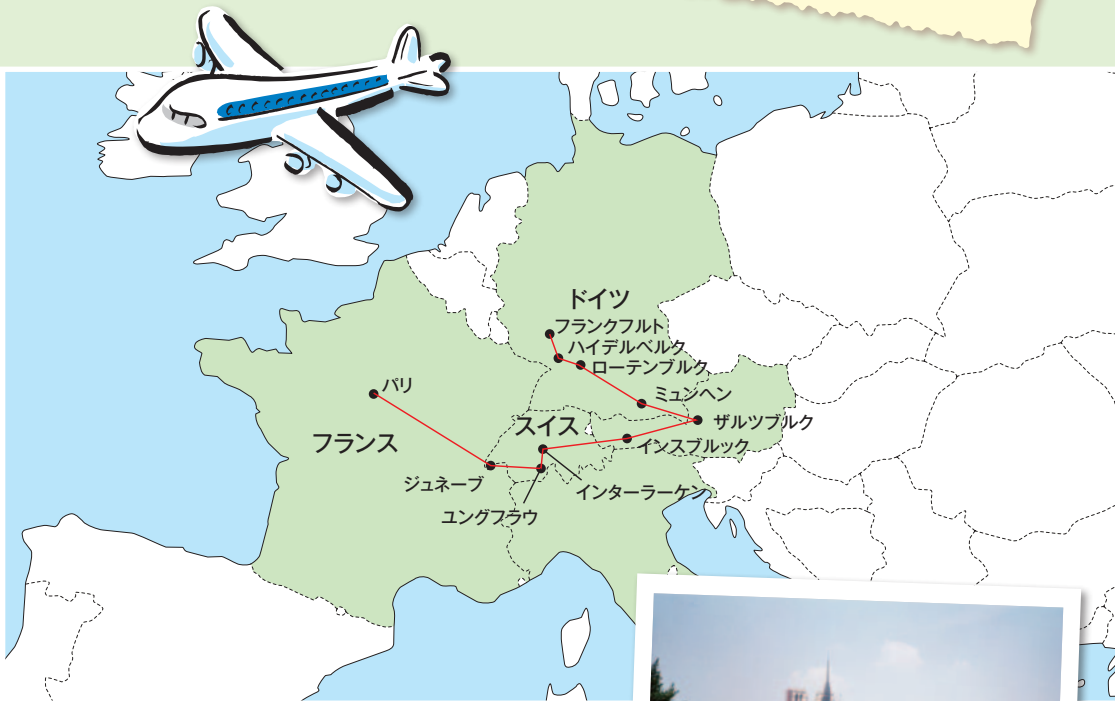 ドイツ
フランクフルト
ハイデルベルク
ローテンブルク
パリ
ミュンヘン
ザルツブルク
スイス
フランス
インスブルック
ジュネーブ
インターラーケン
ユングフラウ